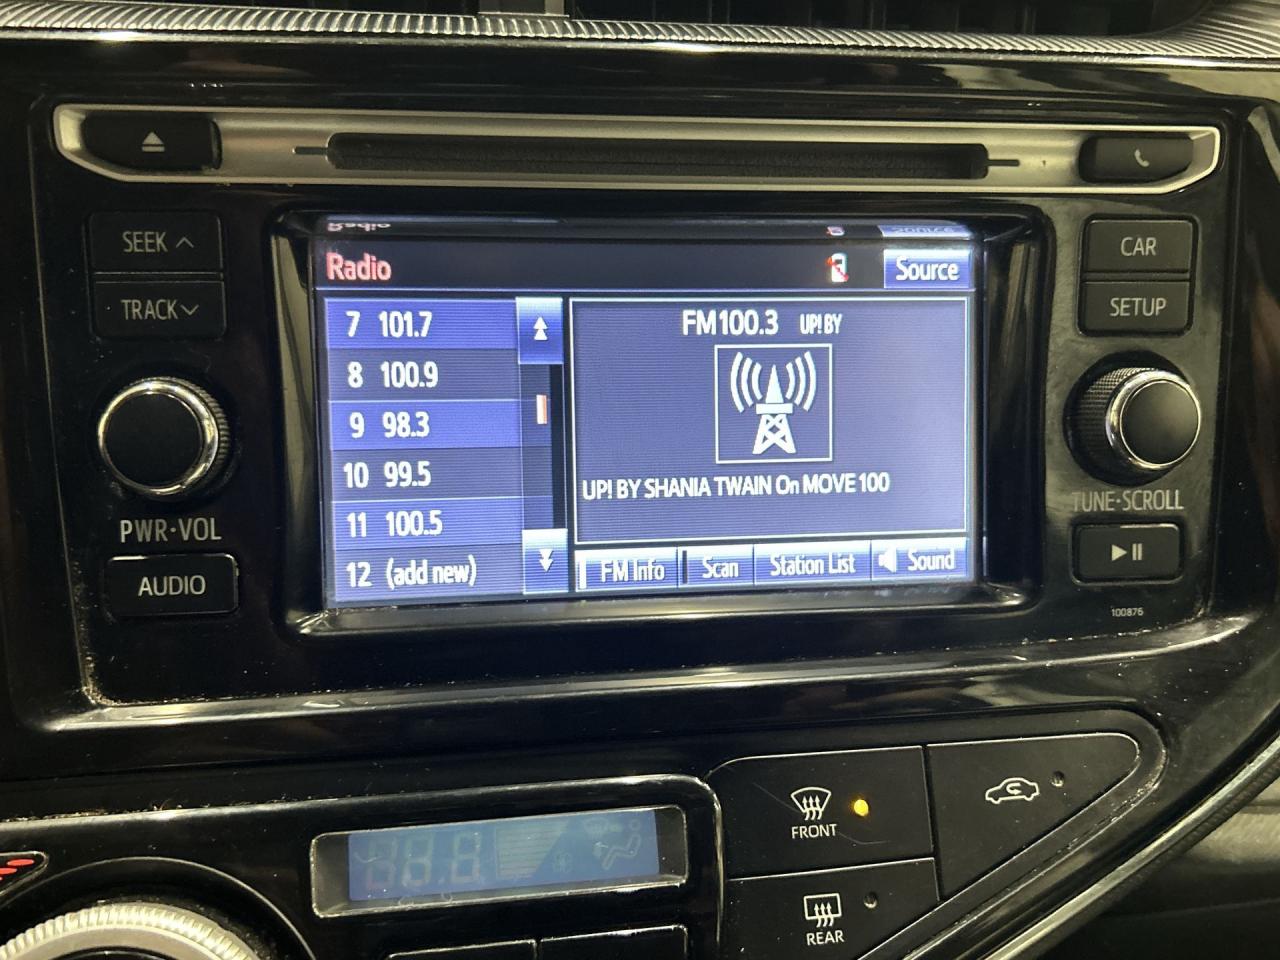 SEEK
TRACK
PWR·VOL
AUDIO
Radio
Source
7 101.7
8 100.9
9 98.3
10 99.5
11 100.5
12 (add new)
FM100.3 UP! BY
UP! BY SHANIA TWAIN On MOVE 100
FM Info Scan Station List Sound
CAR
SETUP
TUNE·SCROLL
100876
FRONT
REAR